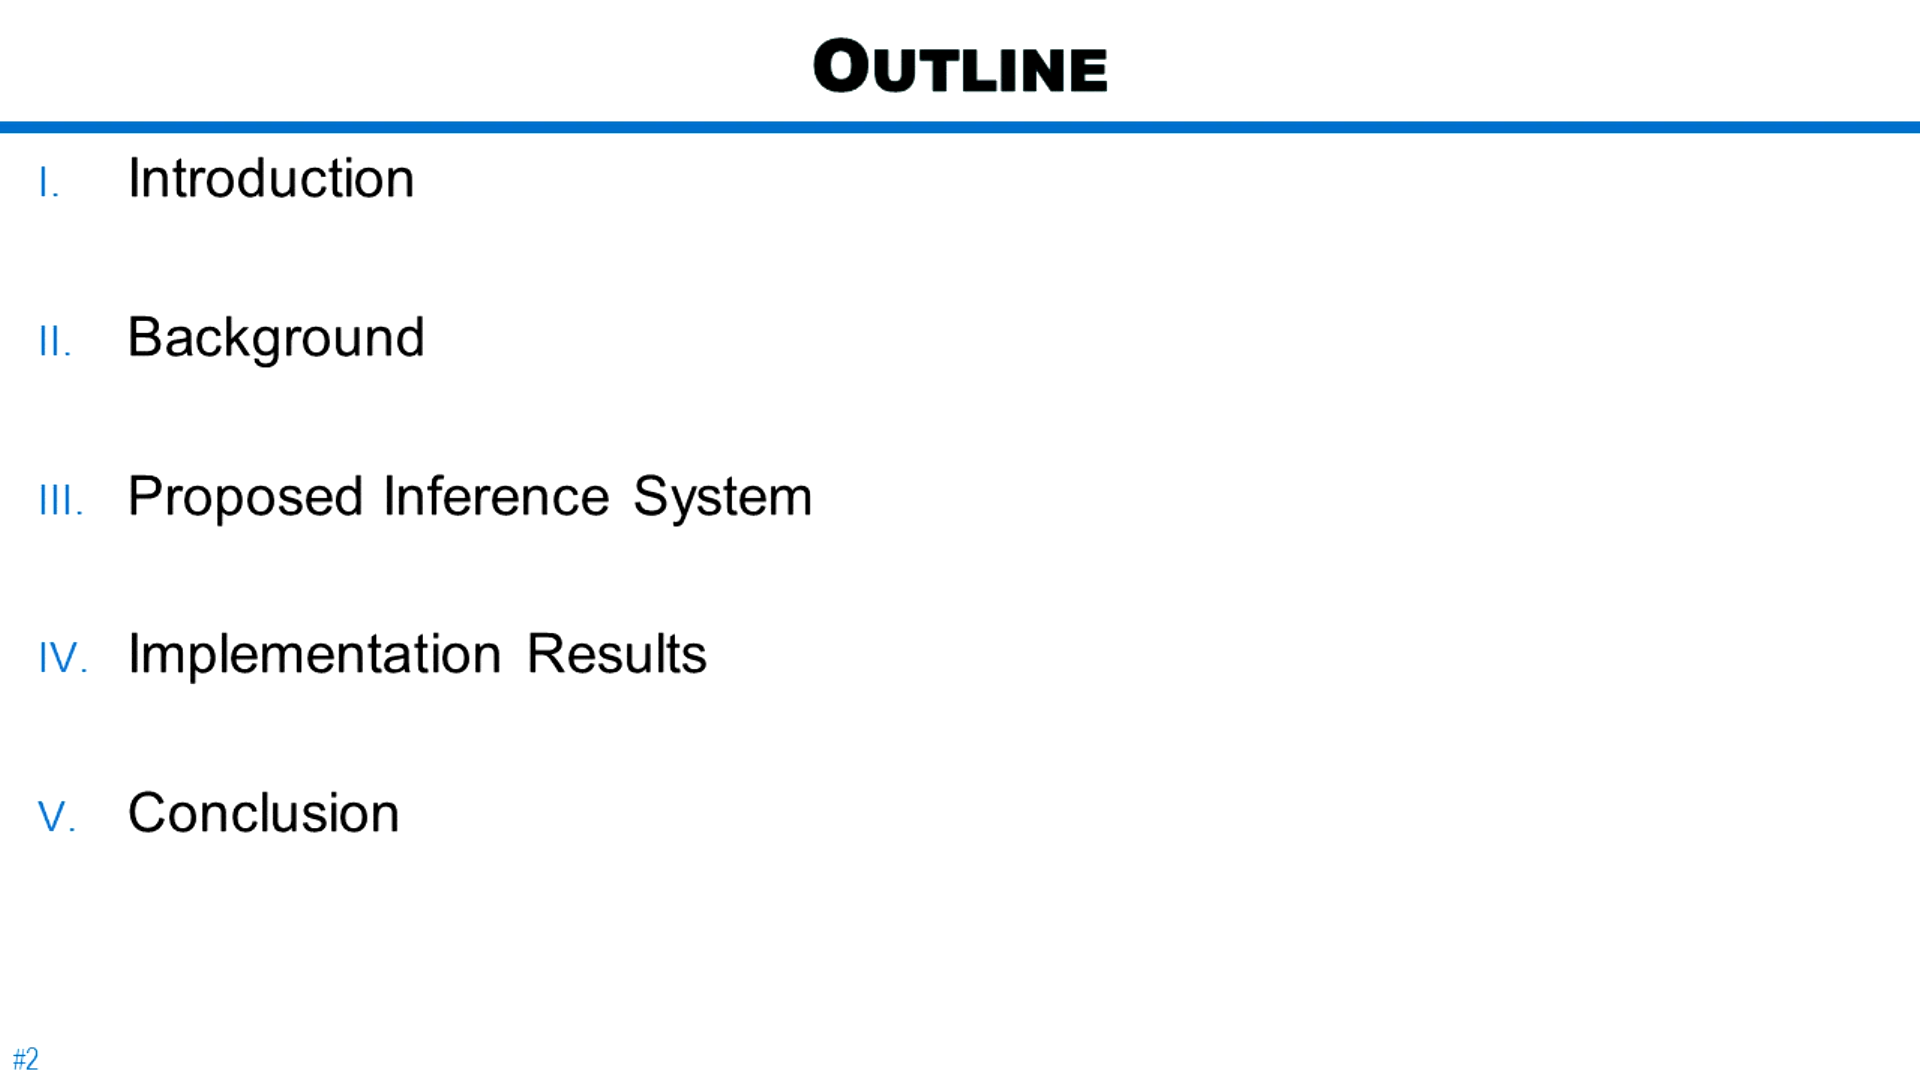 OUTLINE
I. Introduction
II. Background
III. Proposed Inference System
IV. Implementation Results
V. Conclusion
#2